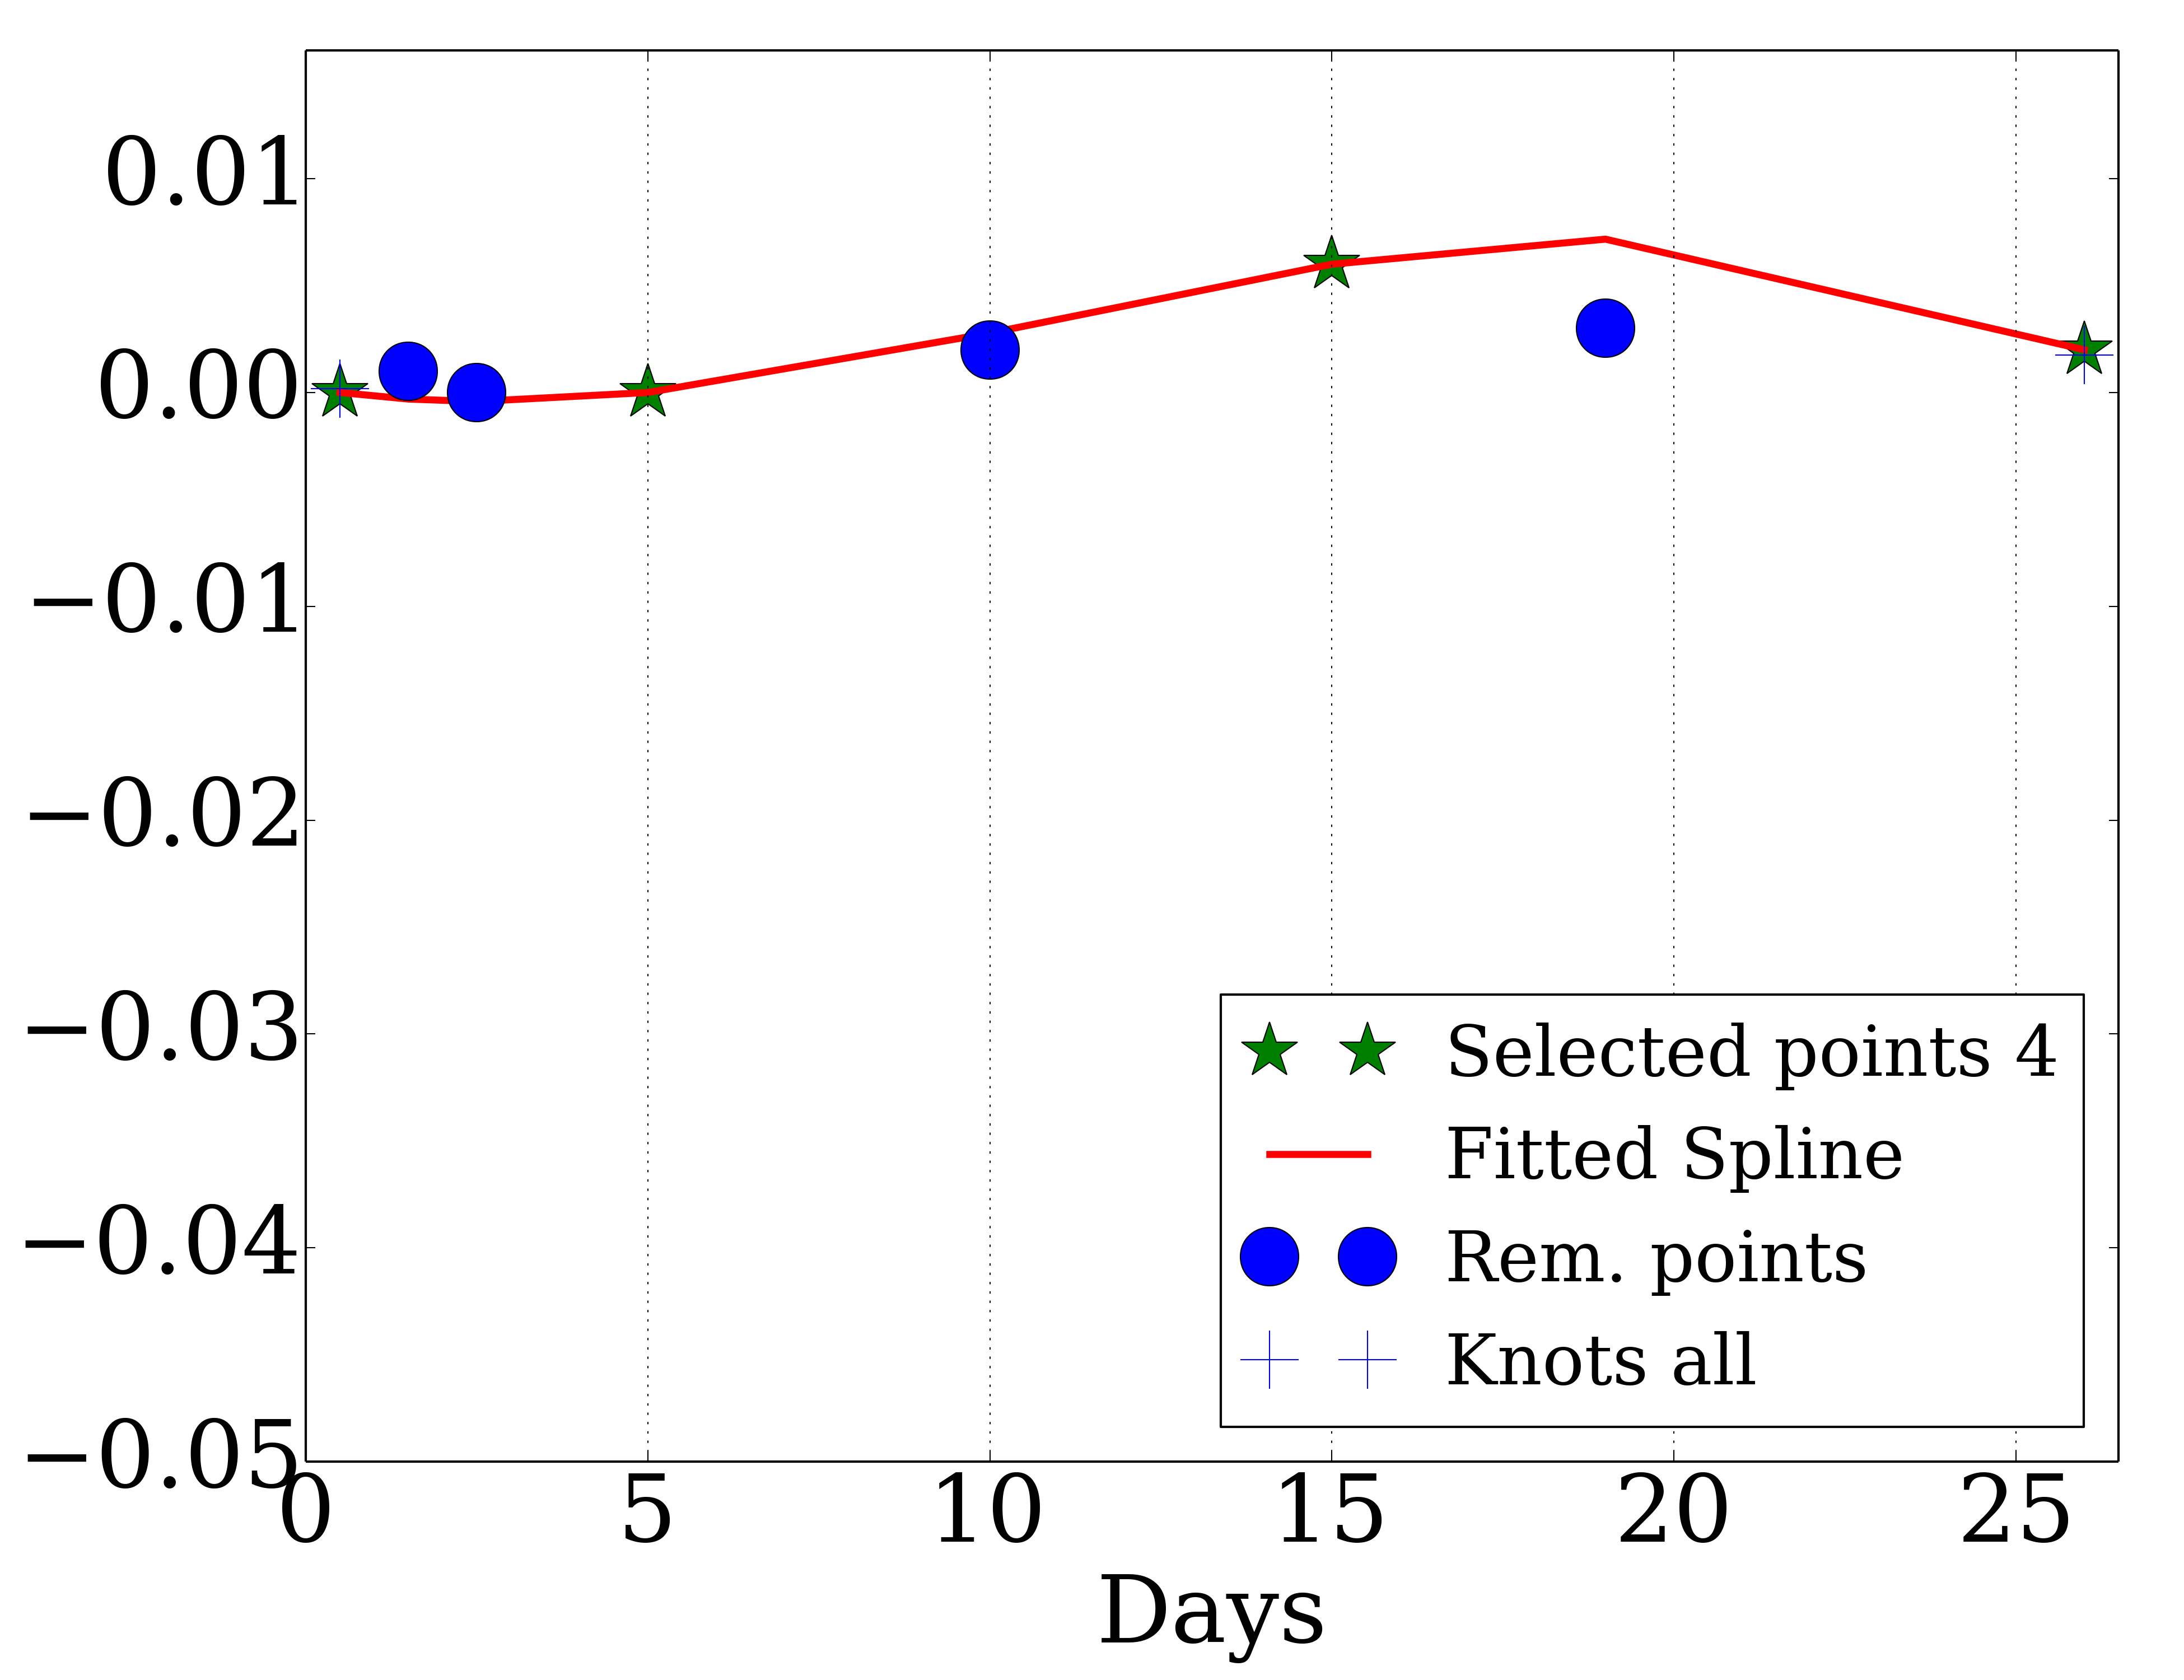 0.01
0.00
−0.01
−0.02
−0.03
−0.04
−0.05
Selected points 4
Fitted Spline
Rem. points
Knots all
0 5 10 15 20 25
Days